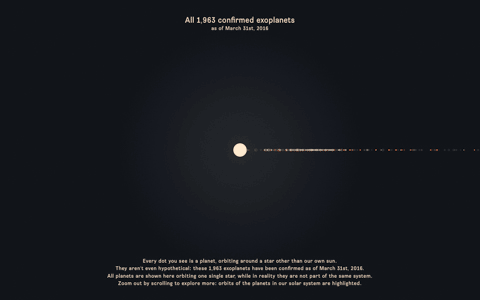 All 1,963 confirmed exoplanets
as of March 31st, 2016
Every dot you see is a planet, orbiting around a star other than our own sun.
They aren't even hypothetical: these 1,963 exoplanets have been confirmed as of March 31st, 2016.
All planets are shown here orbiting one single star, while in reality they are not part of the same system.
Zoom out by scrolling to explore more: orbits of the planets in our solar system are highlighted.